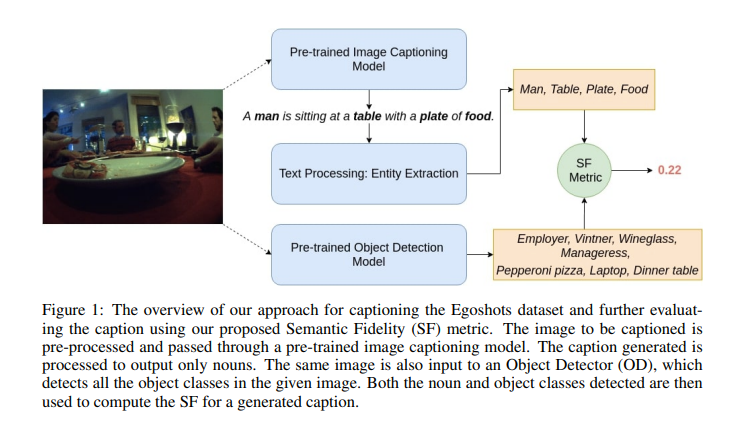 Pre-trained Image Captioning
Model
A man is sitting at a table with a plate of food.
Text Processing: Entity Extraction
Man, Table, Plate, Food
SF
Metric
0.22
Pre-trained Object Detection
Model
Employer, Vintner, Wineglass,
Manageress,
Pepperoni pizza, Laptop, Dinner table
Figure 1: The overview of our approach for captioning the Egoshots dataset and further evaluat-
ing the caption using our proposed Semantic Fidelity (SF) metric. The image to be captioned is
pre-processed and passed through a pre-trained image captioning model. The caption generated is
processed to output only nouns. The same image is also input to an Object Detector (OD), which
detects all the object classes in the given image. Both the noun and object classes detected are then
used to compute the SF for a generated caption.